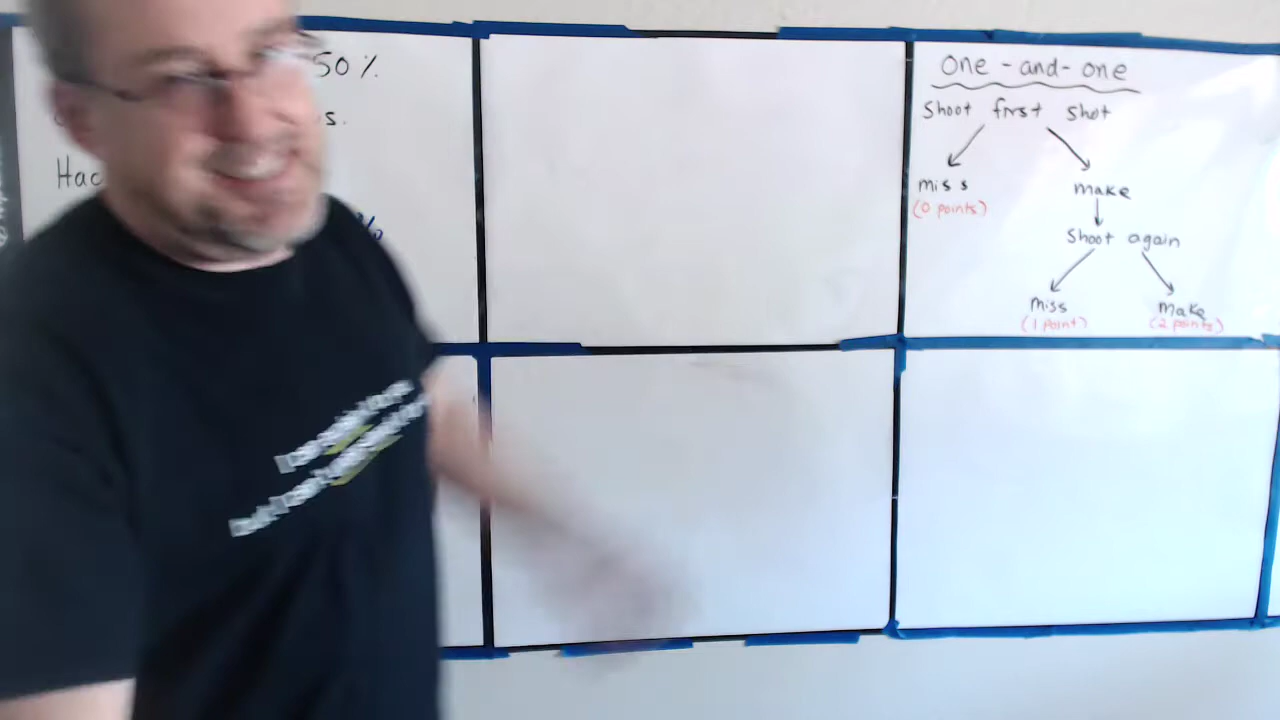 50 %
s.
Hac
%
One-and-one
Shoot first shot
miss
make
(0 points)
Shoot again
miss
make
(1 point)
(2 points)